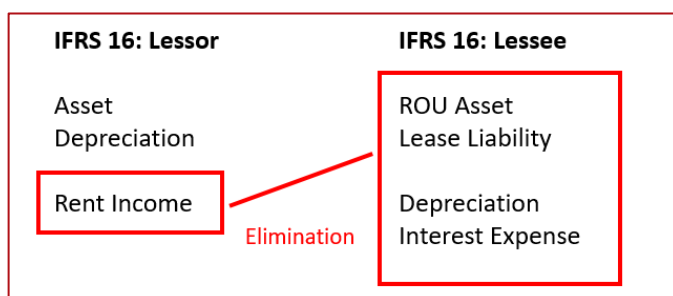 IFRS 16: Lessor
Asset
Depreciation
Rent Income
Elimination
IFRS 16: Lessee
ROU Asset
Lease Liability
Depreciation
Interest Expense